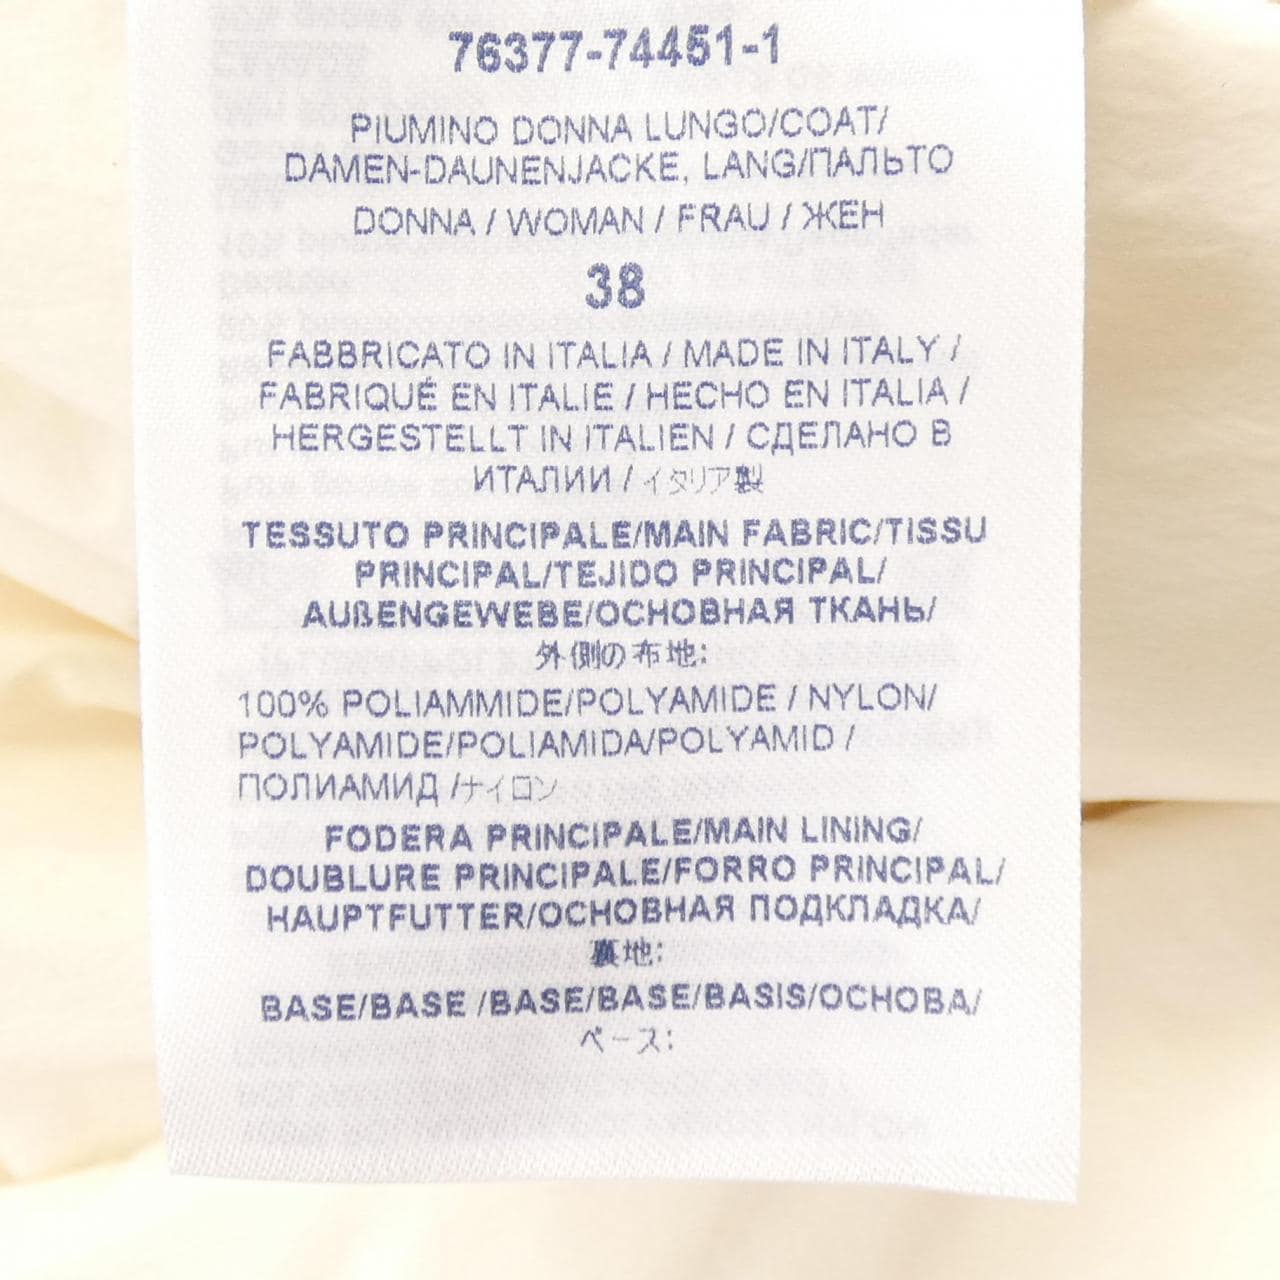 76377-74451-1
PIUMINO DONNA LUNGO/COAT/
DAMEN-DAUNENJACKE, LANG/ПАЛЬТО
DONNA / WOMAN / FRAU / ЖЕН
38
FABBRICATO IN ITALIA / MADE IN ITALY /
FABRIQUÉ EN ITALIE / HECHO EN ITALIA /
HERGESTELLT IN ITALIEN / СДЕЛАНО В
ИТАЛИИ / イタリア製
TESSUTO PRINCIPALE/MAIN FABRIC/TISSU
PRINCIPAL/TEJIDO PRINCIPAL/
AUßENGEWEBE/ОСНОВНАЯ ТКАНЬ/
外側の布地:
100% POLIAMMIDE/POLYAMIDE / NYLON/
POLYAMIDE/POLIAMIDA/POLYAMID /
ПОЛИАМИД /ナイロン
FODERA PRINCIPALE/MAIN LINING/
DOUBLURE PRINCIPALE/FORRO PRINCIPAL/
HAUPTFUTTER/ОСНОВНАЯ ПОДКЛАДКА/
裏地:
BASE/BASE /BASE/BASE/BASIS/ОСНОВА/
ベース: